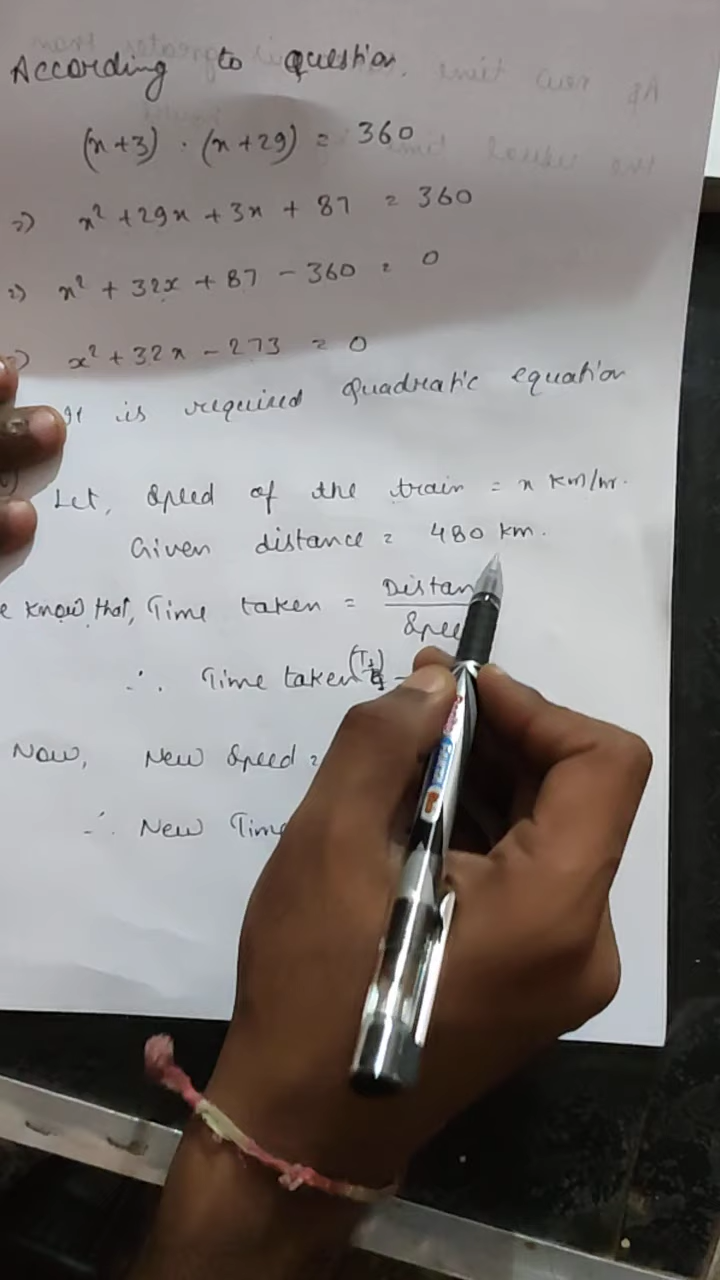 According to question.
(x+3) . (x+29) = 360
=) x² + 29x + 3x + 87 = 360
=) x² + 32x + 87 - 360 = 0
x² + 32x - 273 = 0
It is required Quadratic equation
Let, Speed of the train = x km/hr.
Given distance = 480 km.
know that, Time taken =
∴ Time taken
Now, New Speed =
∴ New Time